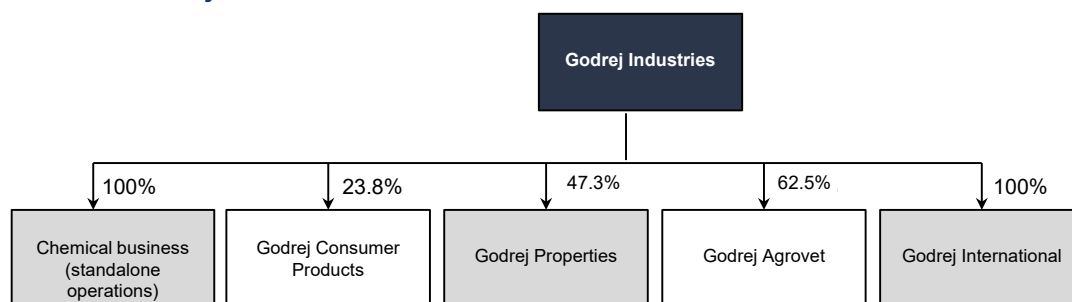 Godrej Industries
100%
23.8%
47.3%
62.5%
100%
Chemical business
(standalone
operations)
Godrej Consumer
Products
Godrej Properties
Godrej Agrovet
Godrej International